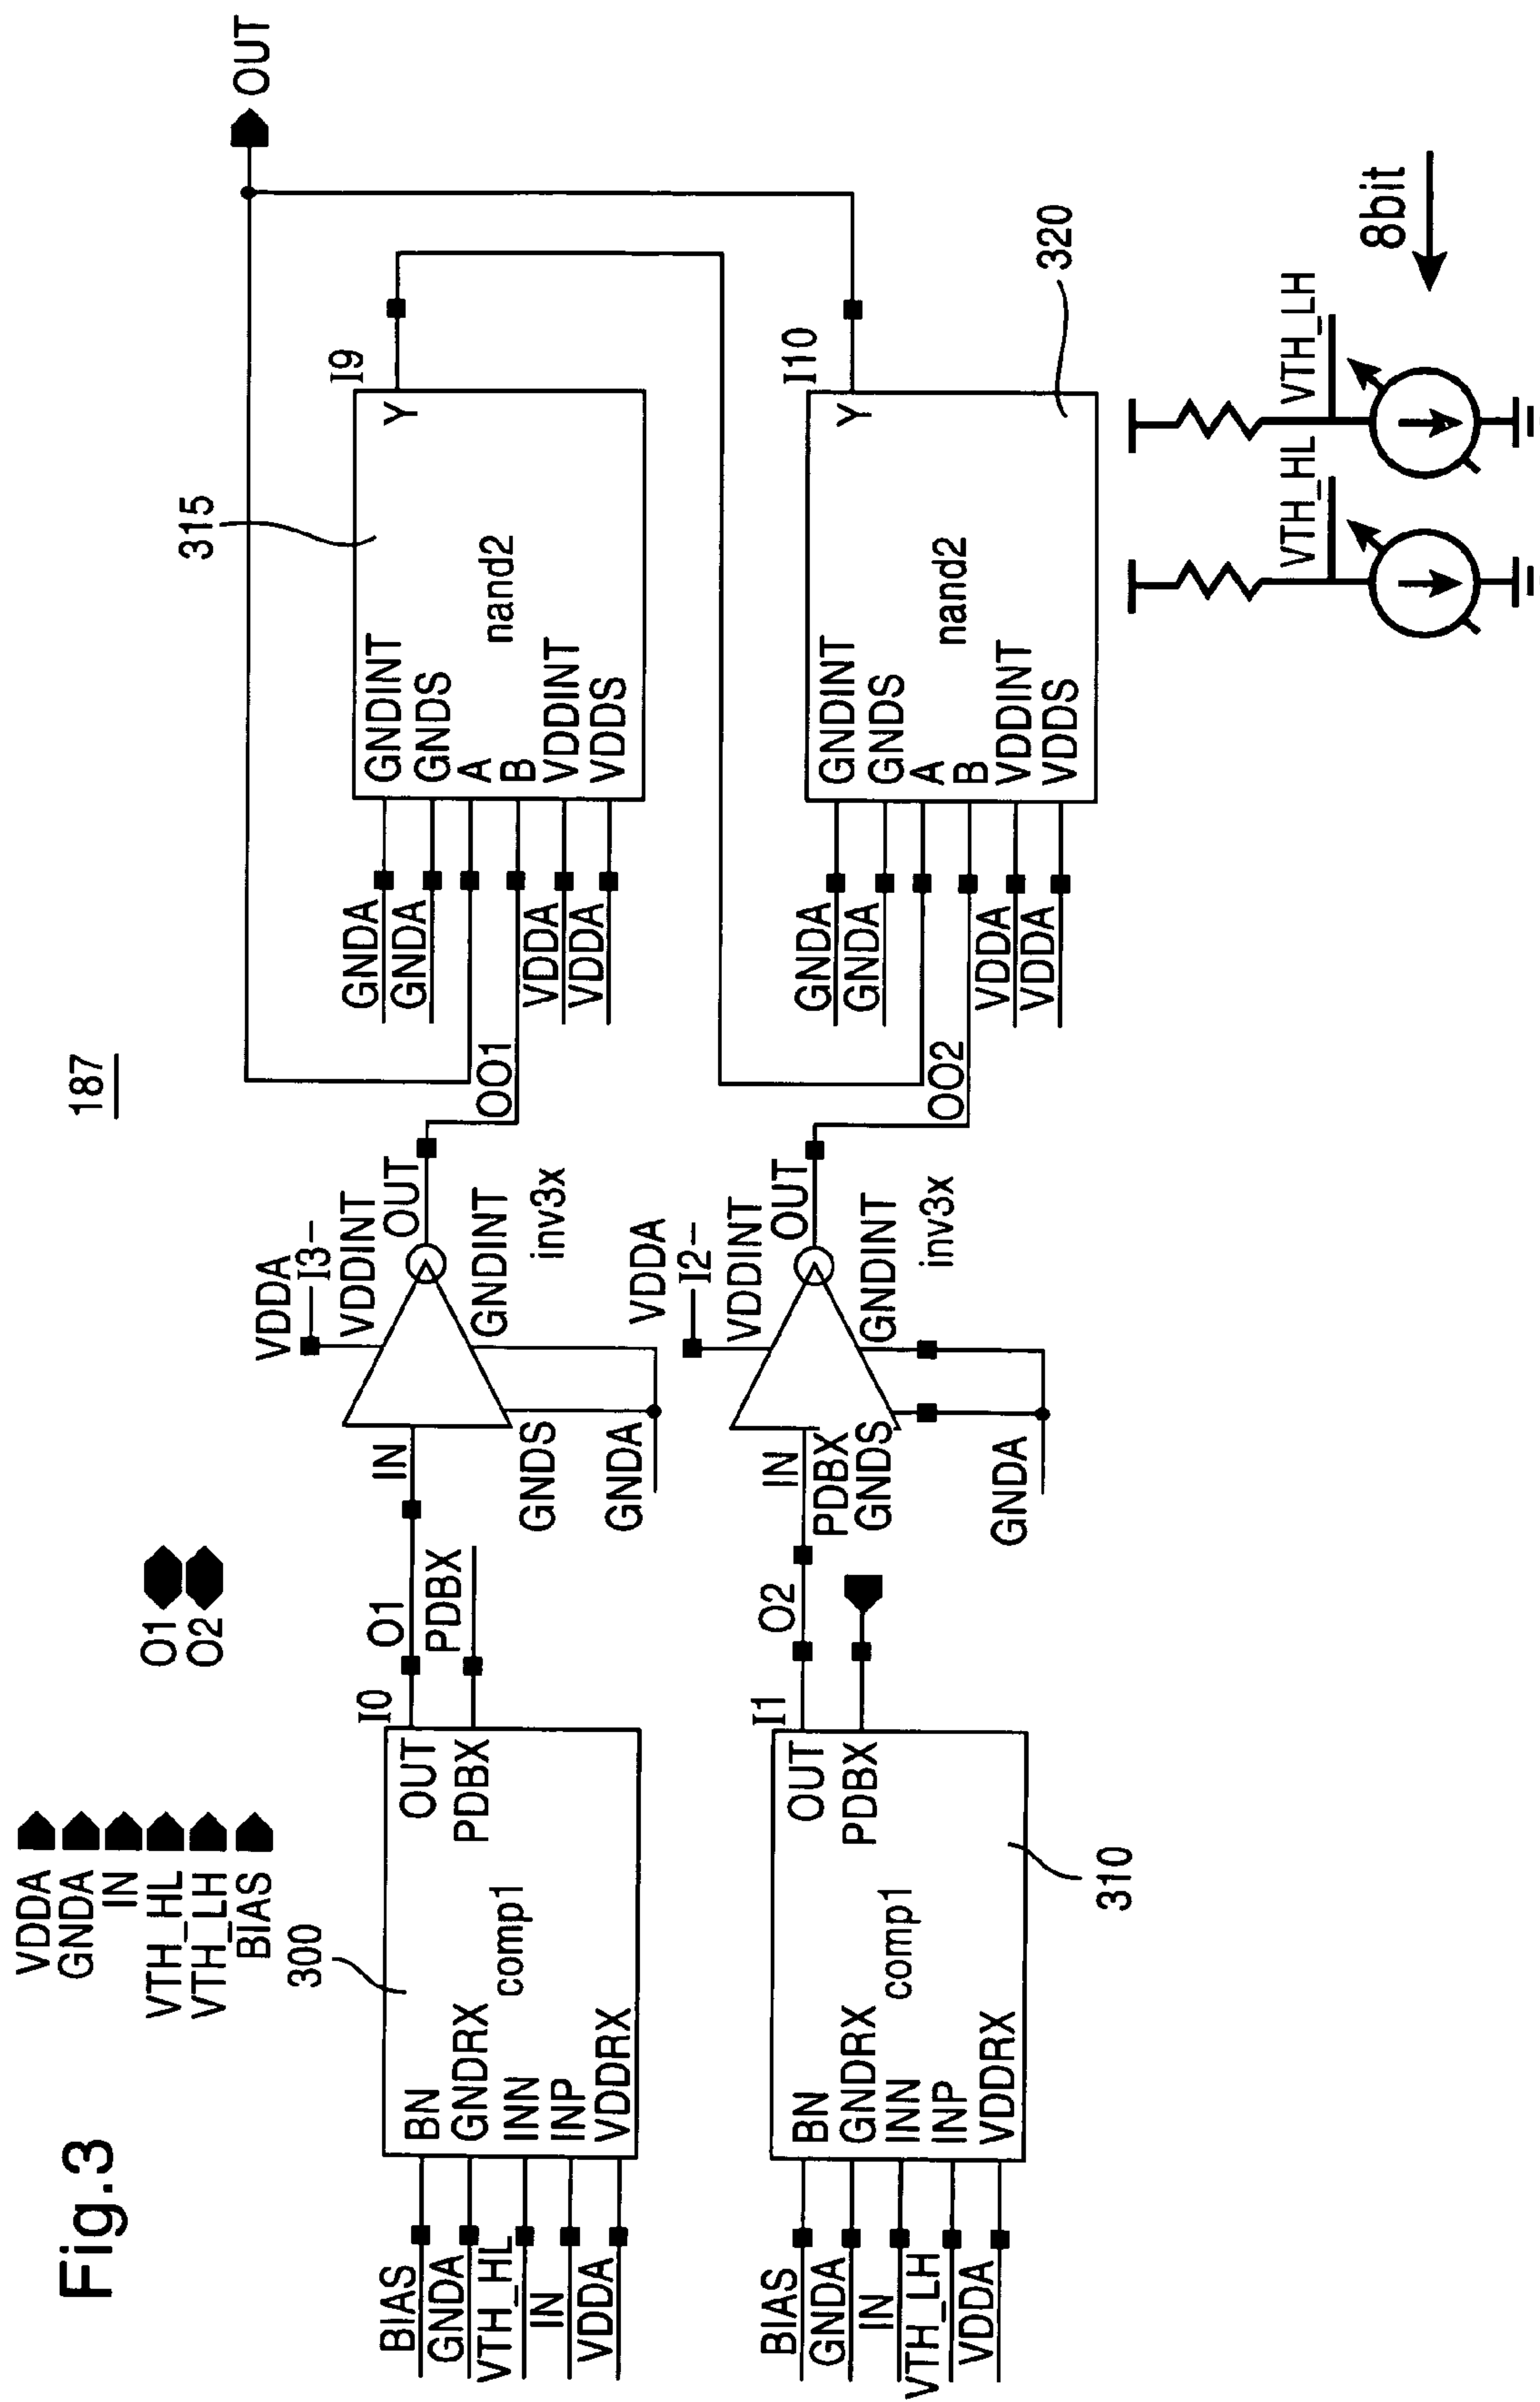 Fig.3
187
VDDA
GNDA
IN
VTH_HL
VTH_LH
BIAS
O1
O2
OUT
300
BIAS
GNDA
VTH_HL
IN
VDDA
BN
GNDRX
INN
INP
VDDRX
comp1
OUT
PDBX
I0
O1
PDBX
IN
VDDA
I3
VDDINT
OUT
GNDINT
inv3x
GNDS
GNDA
OO1
GNDA
GNDA
VDDA
VDDA
315
GNDINT
GNDS
A
B
VDDINT
VDDS
nand2
Y
I9
BIAS
GNDA
IN
VTH_LH
VDDA
BN
GNDRX
INN
INP
VDDRX
comp1
OUT
PDBX
I1
310
O2
IN
PDBX
GNDS
VDDA
I2
VDDINT
OUT
GNDINT
inv3x
GNDA
OO2
GNDA
GNDA
VDDA
VDDA
GNDINT
GNDS
A
B
VDDINT
VDDS
nand2
Y
I10
320
VTH_HL
VTH_LH
8bit